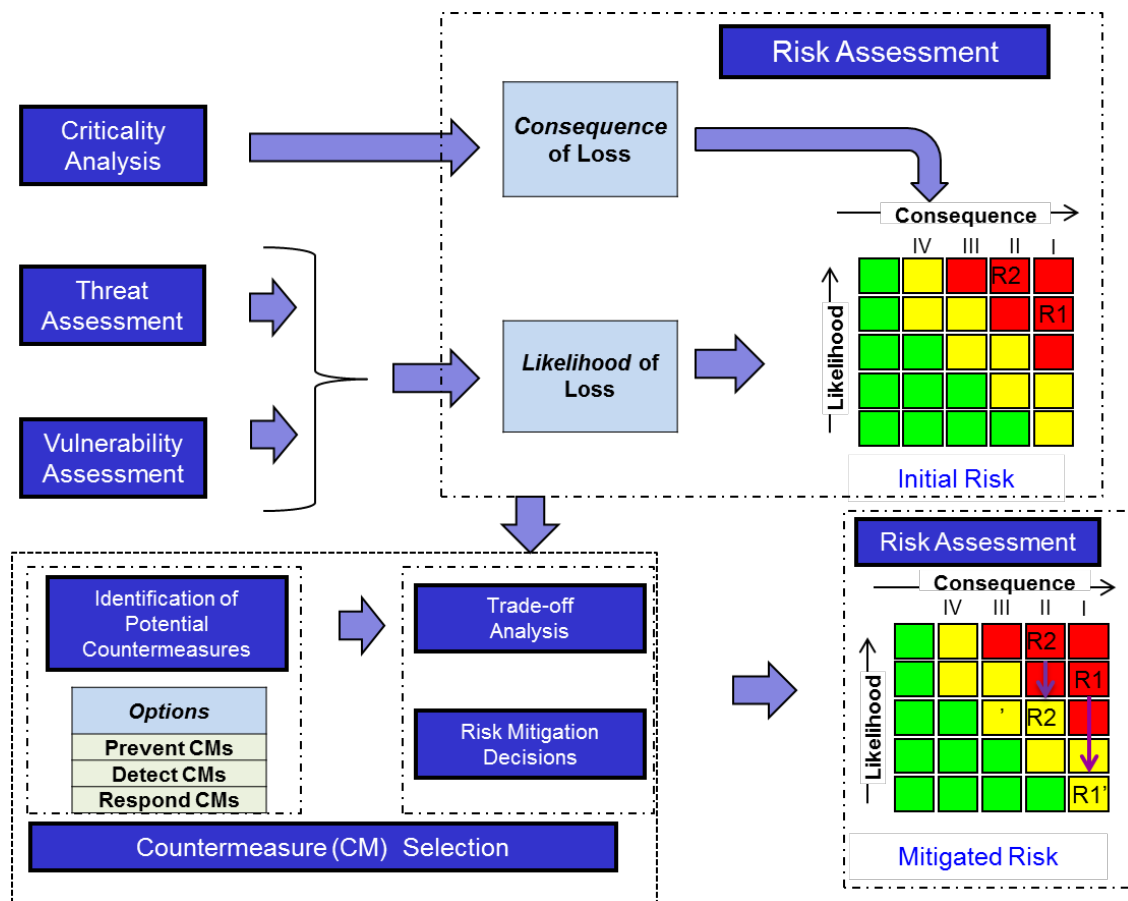 Risk Assessment
Criticality
Analysis
Consequence
of Loss
Consequence
IV III II I
Threat
Assessment
Likelihood of
Loss
Likelihood
R2
R1
Vulnerability
Assessment
Initial Risk
Identification of
Potential
Countermeasures
Options
Prevent CMs
Detect CMs
Respond CMs
Trade-off
Analysis
Risk Mitigation
Decisions
Countermeasure (CM) Selection
Risk Assessment
Consequence
IV III II I
Likelihood
R2
R1
' R2
R1'
Mitigated Risk